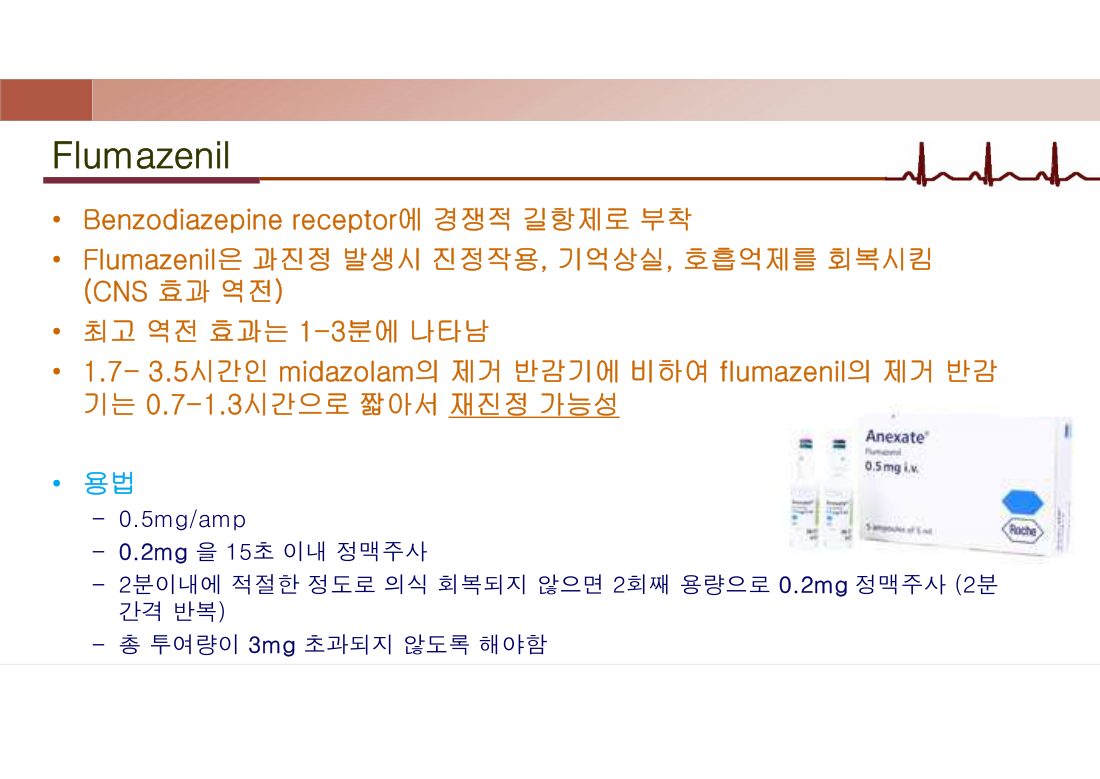 Flumazenil
• Benzodiazepine receptor에 경쟁적 길항제로 부착
• Flumazenil은 과진정 발생시 진정작용, 기억상실, 호흡억제를 회복시킴
(CNS 효과 역전)
• 최고 역전 효과는 1-3분에 나타남
• 1.7- 3.5시간인 midazolam의 제거 반감기에 비하여 flumazenil의 제거 반감
기는 0.7-1.3시간으로 짧아서 재진정 가능성
Anexate®
Flumazenil
0.5 mg i.v.
5 ampoules of 5 ml
Roche
• 용법
– 0.5mg/amp
– 0.2mg 을 15초 이내 정맥주사
– 2분이내에 적절한 정도로 의식 회복되지 않으면 2회째 용량으로 0.2mg 정맥주사 (2분
간격 반복)
– 총 투여량이 3mg 초과되지 않도록 해야함